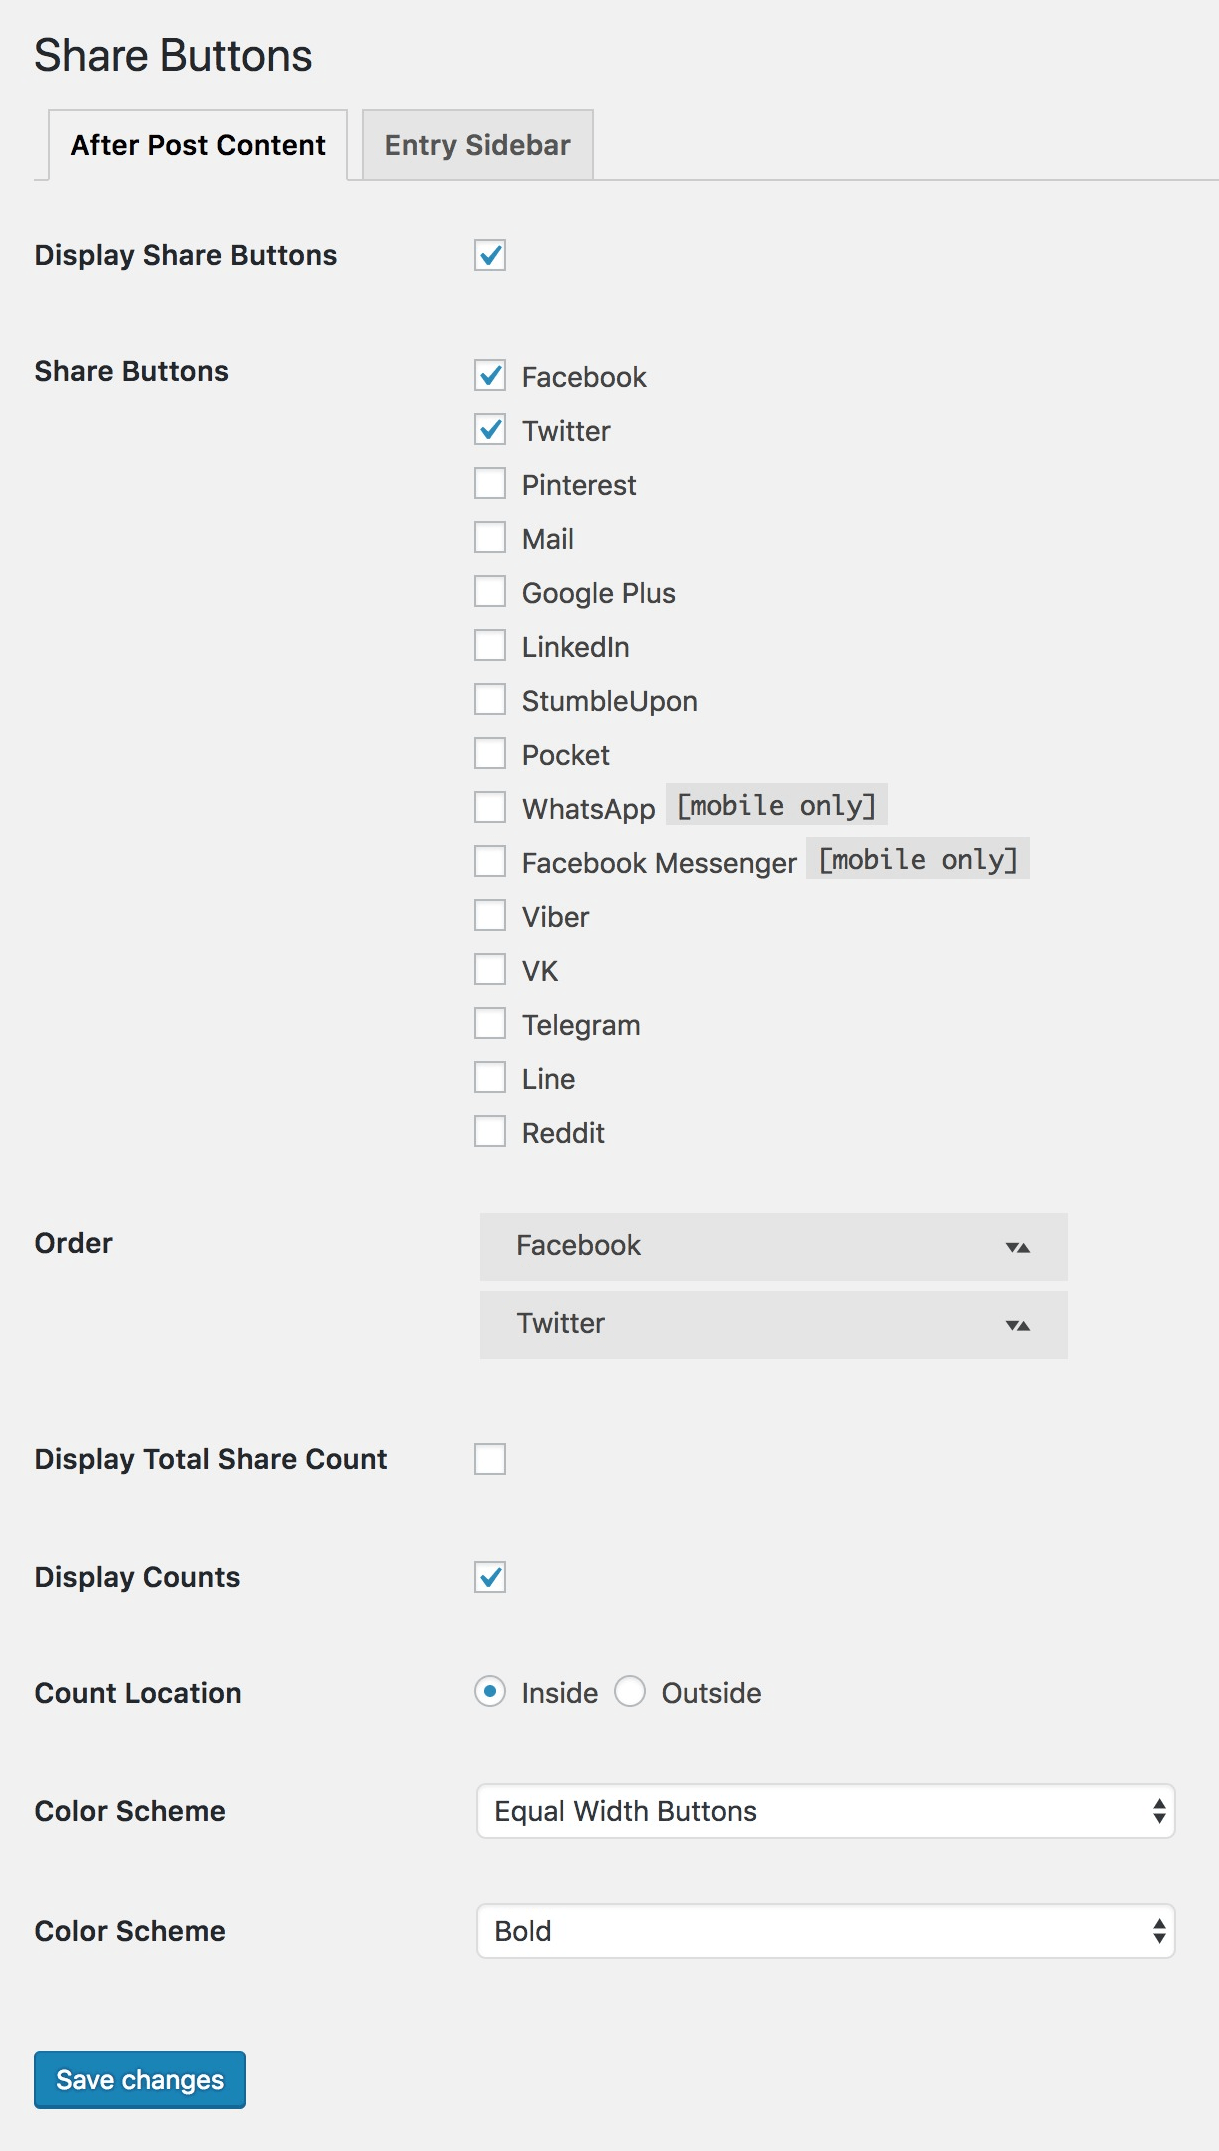 Share Buttons
After Post Content
Entry Sidebar
Display Share Buttons
Share Buttons
Facebook
Twitter
Pinterest
Mail
Google Plus
LinkedIn
StumbleUpon
Pocket
WhatsApp [mobile only]
Facebook Messenger [mobile only]
Viber
VK
Telegram
Line
Reddit
Order
Facebook
Twitter
Display Total Share Count
Display Counts
Count Location
Inside Outside
Color Scheme
Equal Width Buttons
Color Scheme
Bold
Save changes